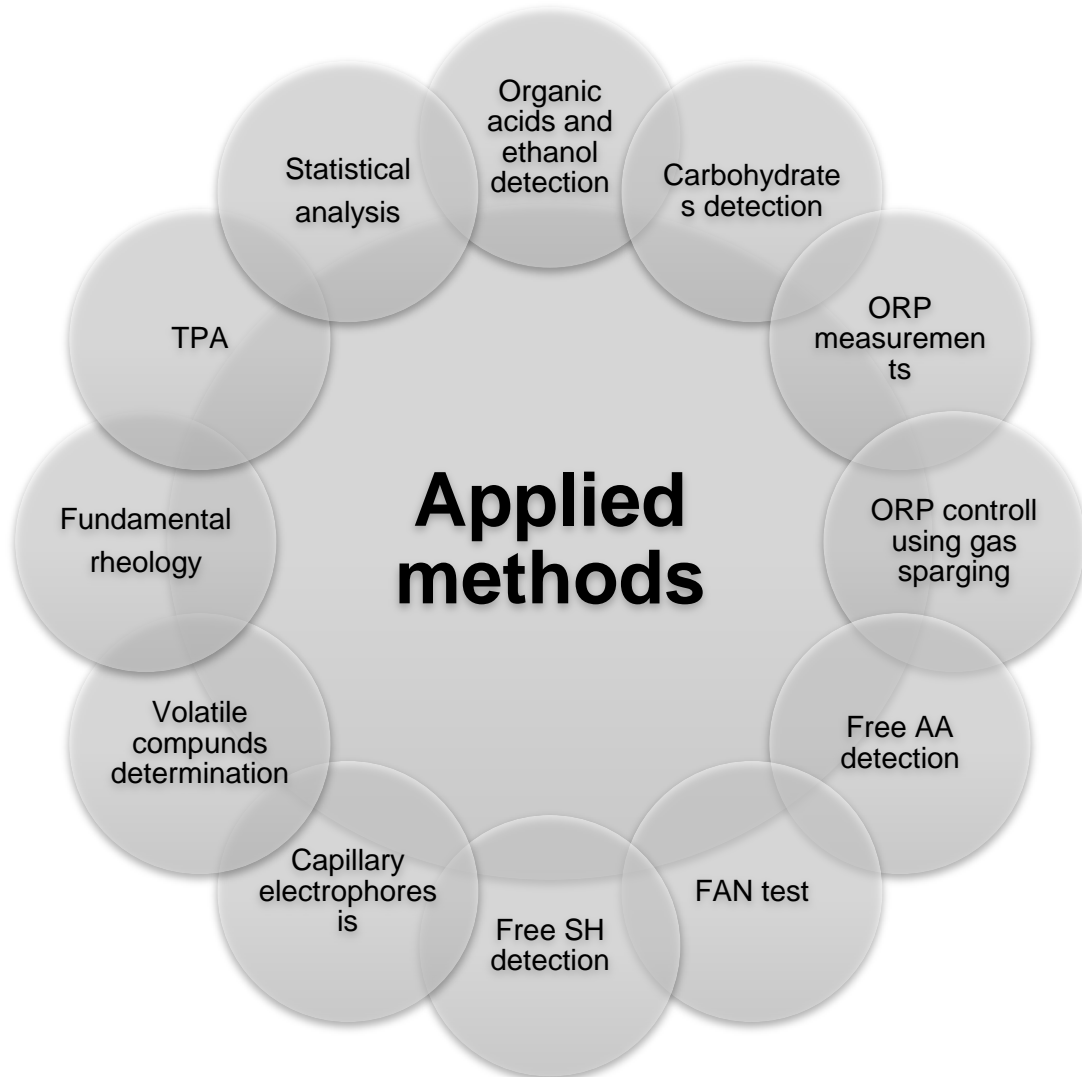 Organic
acids and
ethanol
detection
Carbohydrate
s detection
ORP
measuremen
ts
ORP controll
using gas
sparging
Free AA
detection
FAN test
Free SH
detection
Capillary
electrophores
is
Volatile
compunds
determination
Fundamental
rheology
TPA
Statistical
analysis
Applied
methods